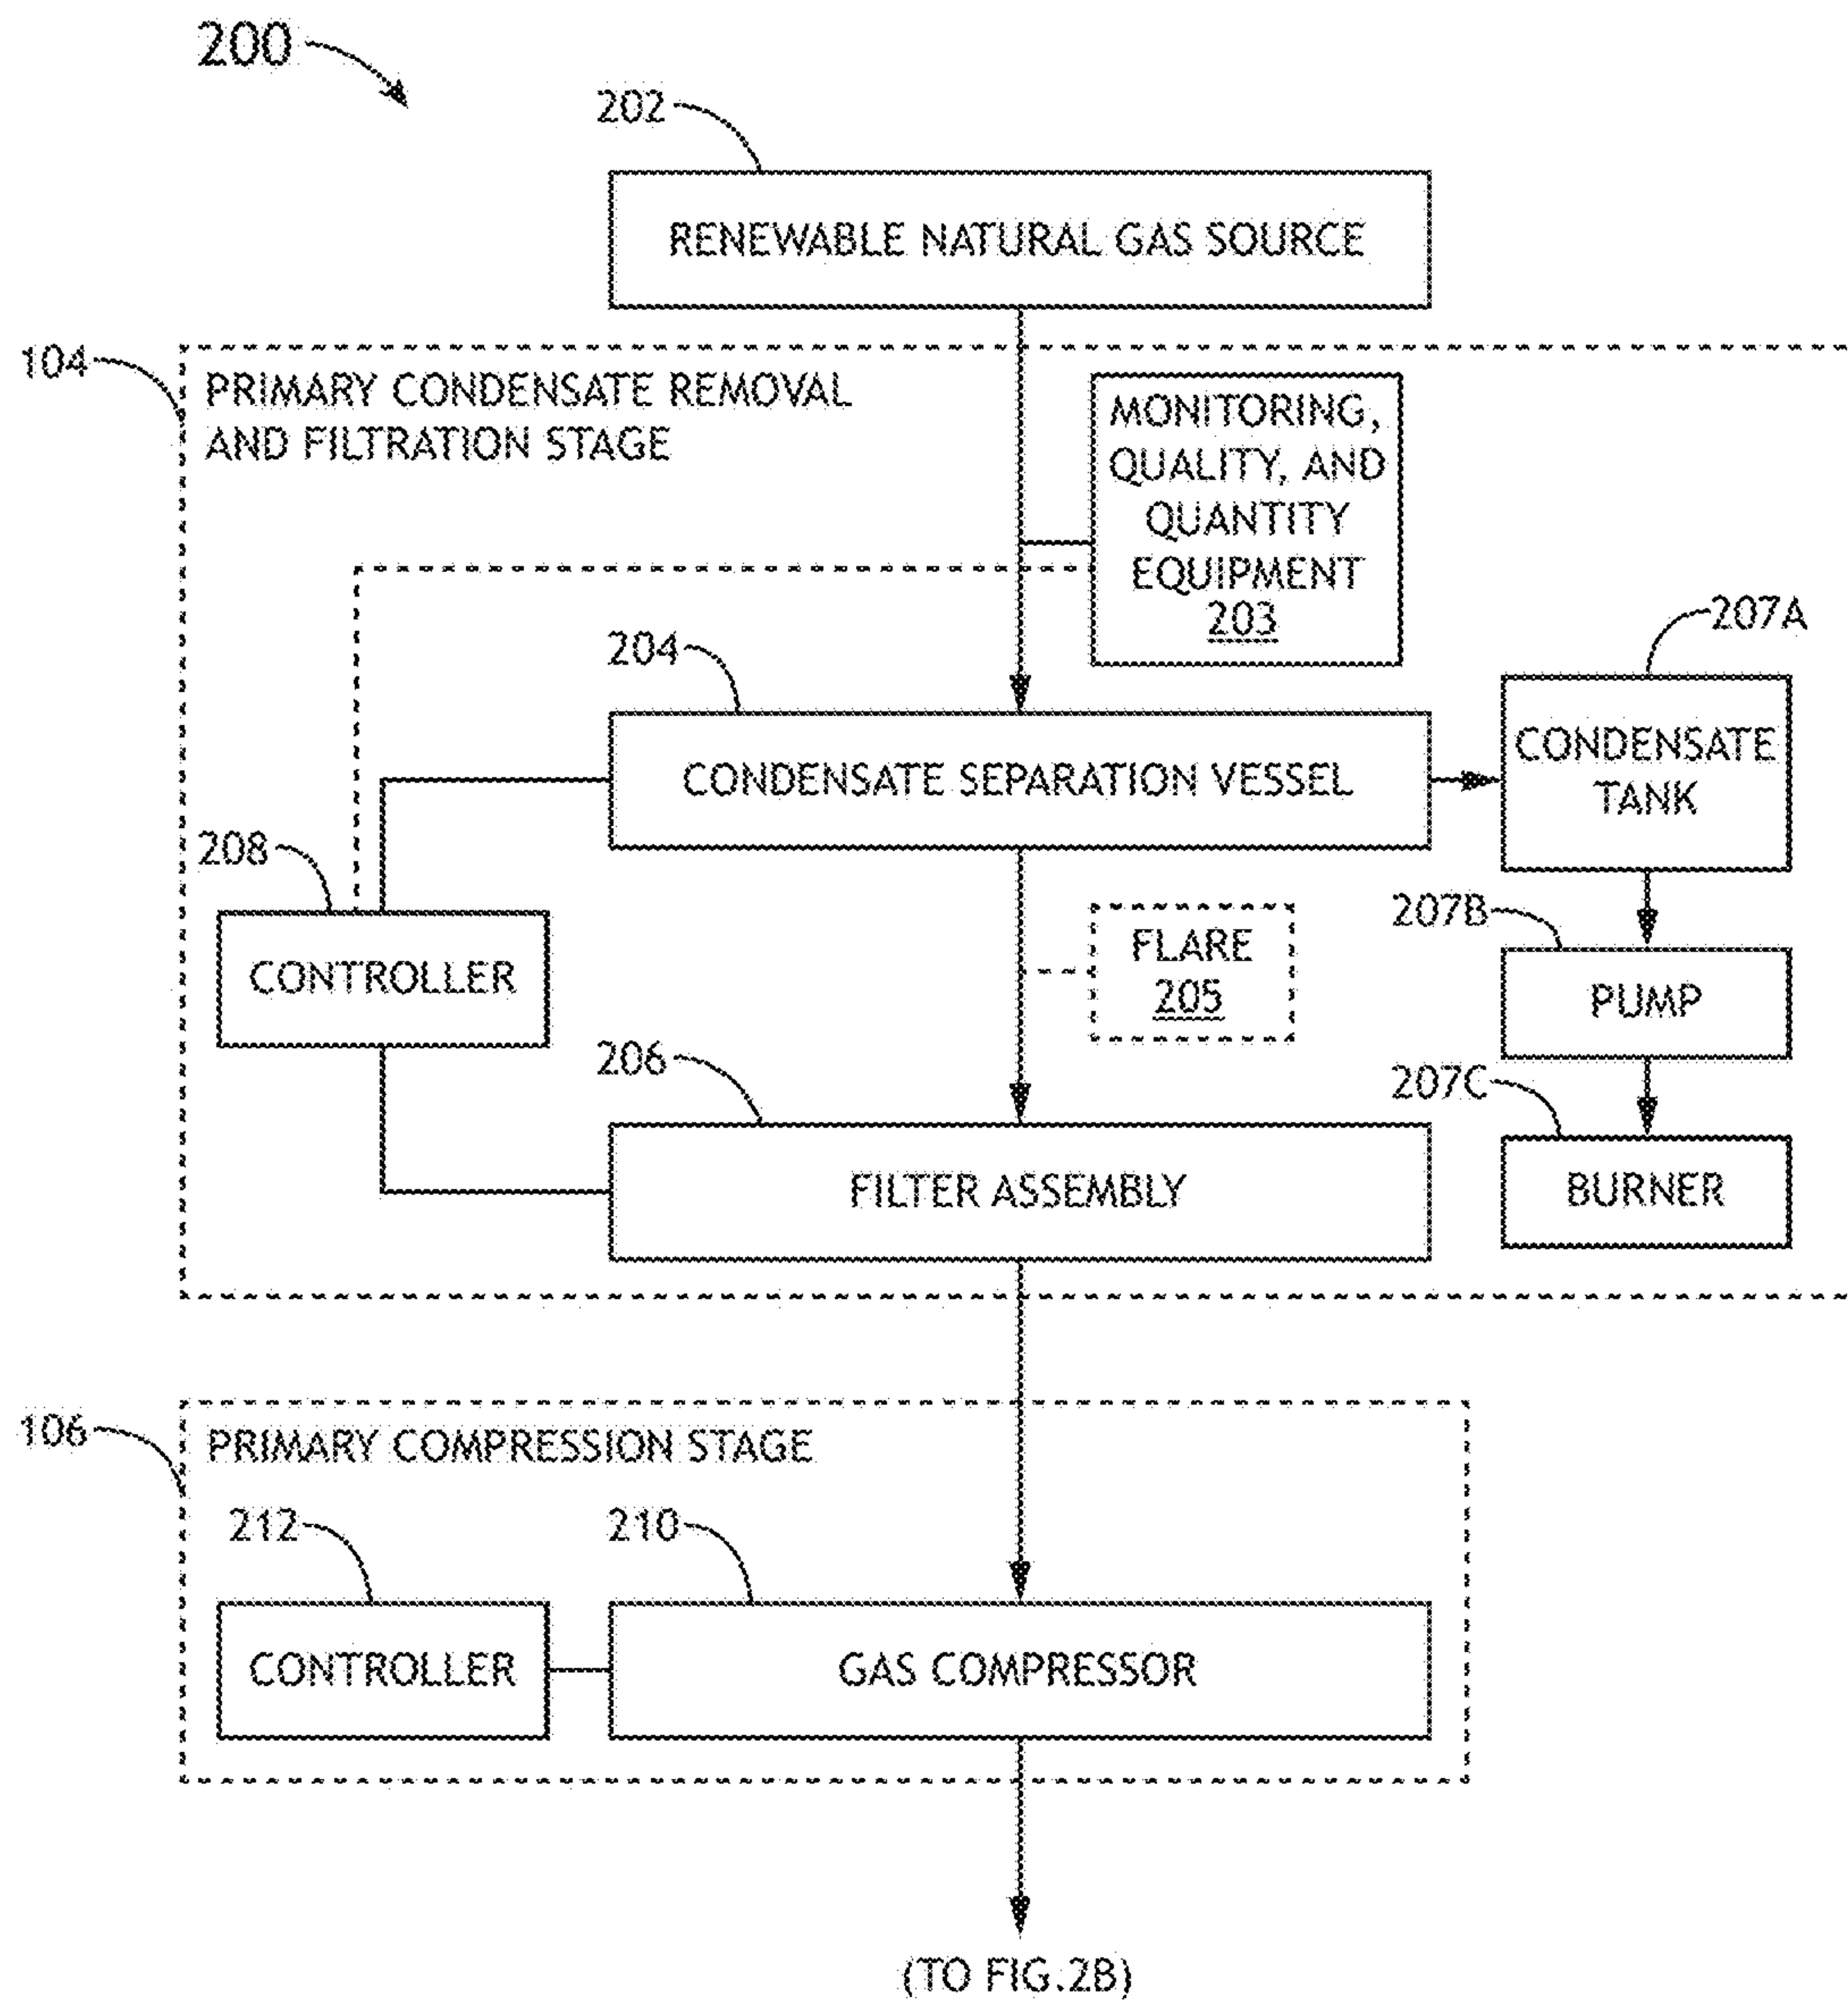 200
202
RENEWABLE NATURAL GAS SOURCE
104
PRIMARY CONDENSATE REMOVAL
AND FILTRATION STAGE
MONITORING,
QUALITY, AND
QUANTITY
EQUIPMENT
203
207A
204
CONDENSATE SEPARATION VESSEL
CONDENSATE
TANK
208
CONTROLLER
FLARE
205
207B
PUMP
206
207C
FILTER ASSEMBLY
BURNER
106
PRIMARY COMPRESSION STAGE
212
210
CONTROLLER
GAS COMPRESSOR
(TO FIG.2B)